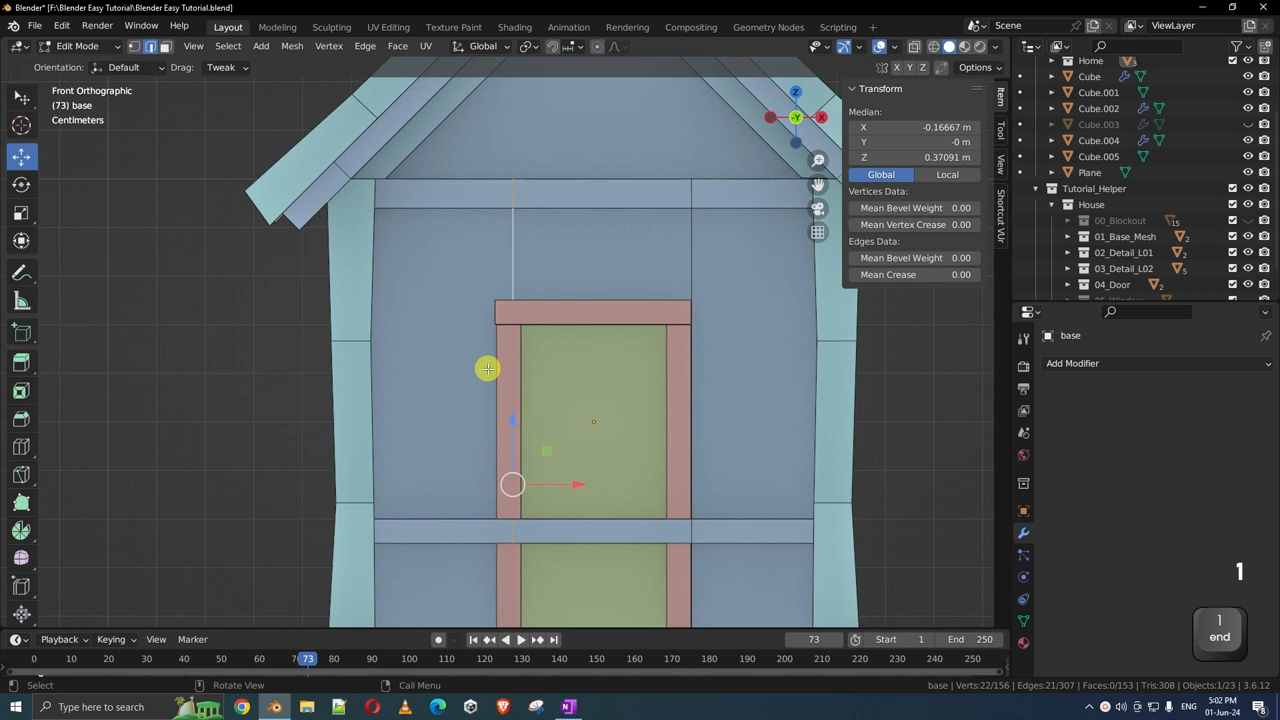 Blender* [F:\Blender Easy Tutorial\Blender Easy Tutorial.blend]
File Edit Render Window Help Layout Modeling Sculpting UV Editing Texture Paint Shading Animation Rendering Compositing Geometry Nodes Scripting Scene ViewLayer
Edit Mode View Select Add Mesh Vertex Edge Face UV Global
Orientation: Default Drag: Tweak X Y Z Options
Front Orthographic
(73) base
Centimeters
Z
X
-Y
Transform
Median:
X -0.16667 m
Y -0 m
Z 0.37091 m
Global Local
Vertices Data:
Mean Bevel Weight 0.00
Mean Vertex Crease 0.00
Edges Data:
Mean Bevel Weight 0.00
Mean Crease 0.00
Item
Tool
View
Shortcut VUr
Home 3
Cube
Cube.001
Cube.002
Cube.003
Cube.004
Cube.005
Plane
Tutorial_Helper
House
00_Blockout 15
01_Base_Mesh 2
02_Detail_L01 2
03_Detail_L02 5
04_Door 2
base
Add Modifier
1
1
end
Playback Keying View Marker 73 Start 1 End 250
0 10 20 30 40 50 60 73 80 90 100 110 120 130 140 150 160 170 180 190 200 210 220 230 240 250
Select Rotate View Call Menu base | Verts:22/156 | Edges:21/307 | Faces:0/153 | Tris:308 | Objects:1/23 | 3.6.12
Type here to search
5:02 PM
01-Jun-24